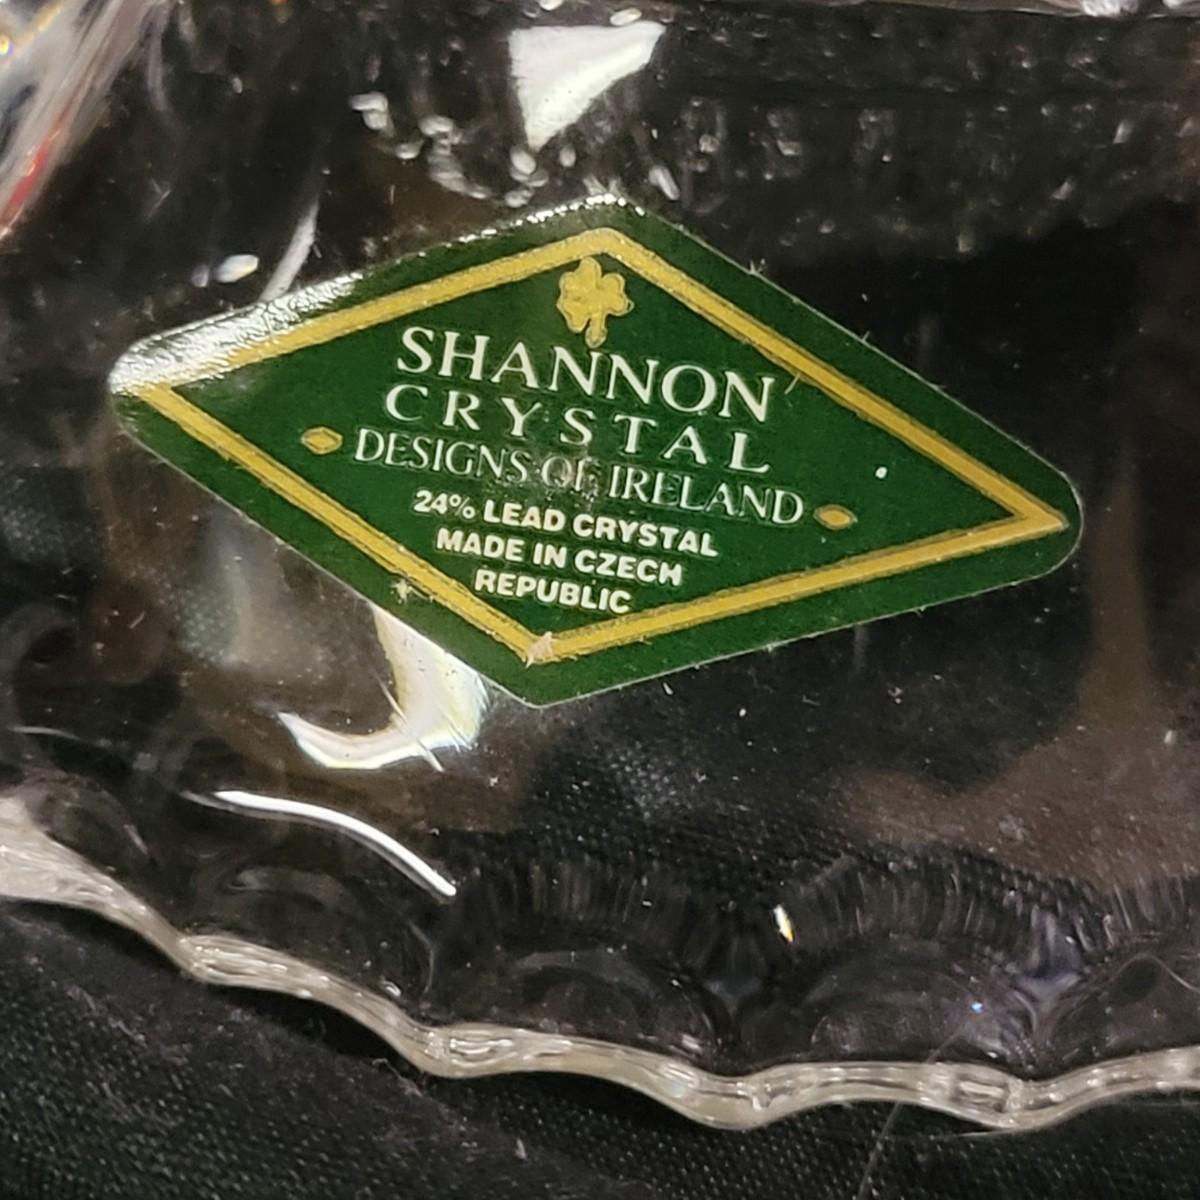 SHANNON
CRYSTAL
DESIGNS OF IRELAND
24% LEAD CRYSTAL
MADE IN CZECH
REPUBLIC